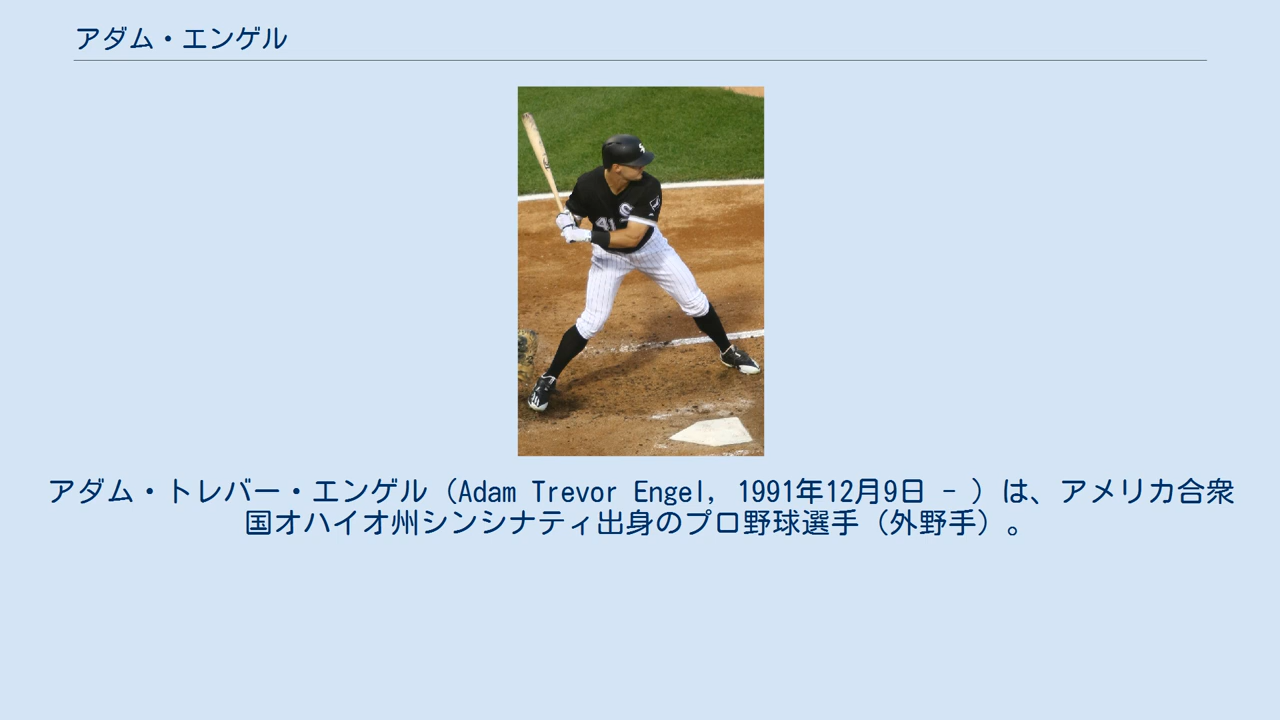 アダム・エンゲル
41
アダム・トレバー・エンゲル（Adam Trevor Engel, 1991年12月9日 - ）は、アメリカ合衆
国オハイオ州シンシナティ出身のプロ野球選手（外野手）。